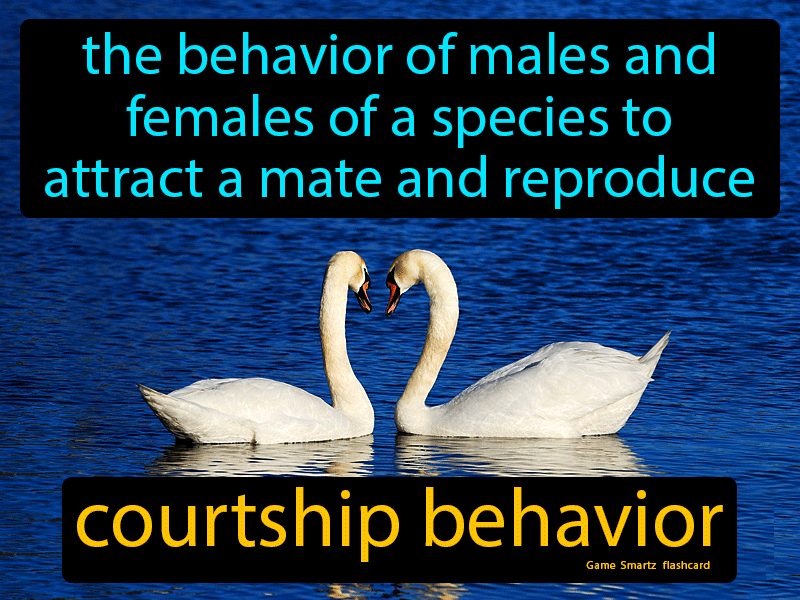 the behavior of males and
females of a species to
attract a mate and reproduce
courtship behavior
Game Smartz flashcard